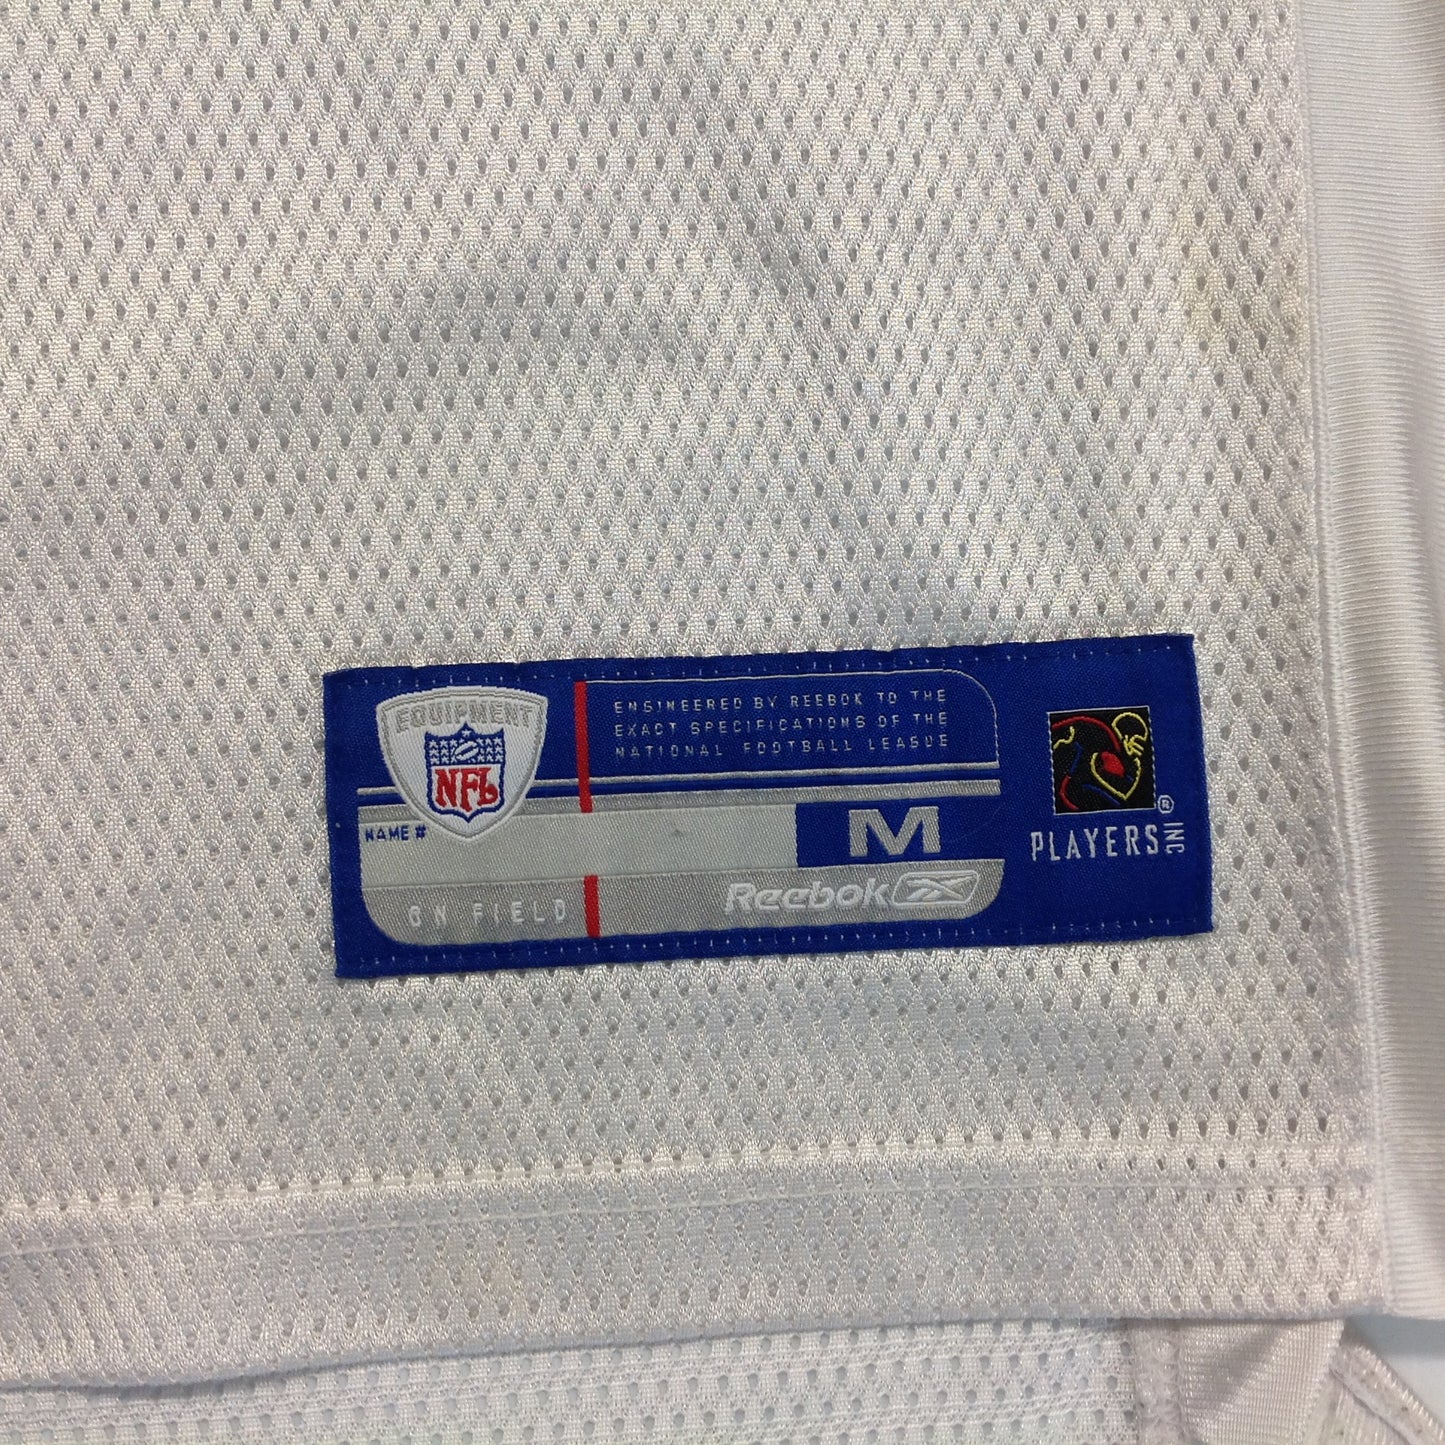 EQUIPMENT
NFL
ENGINEERED BY REEBOK TO THE
EXACT SPECIFICATIONS OF THE
NATIONAL FOOTBALL LEAGUE
NAME #
M
ON FIELD
Reebok
PLAYERS INC ®